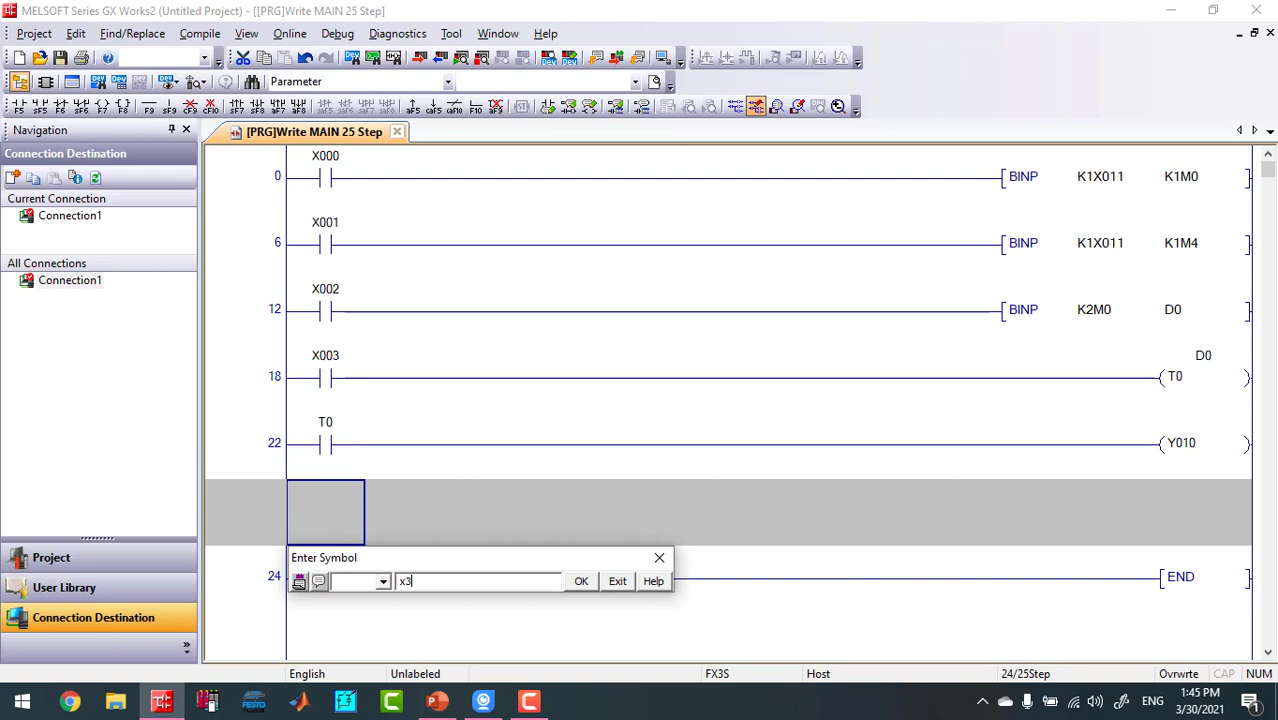 MELSOFT Series GX Works2 (Untitled Project) - [[PRG]Write MAIN 25 Step]
Project Edit Find/Replace Compile View Online Debug Diagnostics Tool Window Help
Parameter
Navigation
[PRG]Write MAIN 25 Step
Connection Destination
Current Connection
Connection1
All Connections
Connection1
Project
User Library
Connection Destination
X000
0 BINP K1X011 K1M0
X001
6 BINP K1X011 K1M4
X002
12 BINP K2M0 D0
X003 D0
18 T0
T0
22 Y010
Enter Symbol
x3 OK Exit Help
24 END
English Unlabeled FX3S Host 24/25Step Ovrwrte CAP NUM
ENG
1:45 PM
3/30/2021